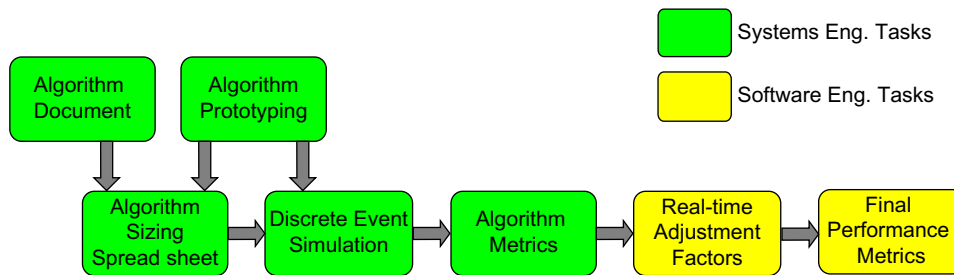 Systems Eng. Tasks
Software Eng. Tasks
Algorithm
Document
Algorithm
Prototyping
Algorithm
Sizing
Spread sheet
Discrete Event
Simulation
Algorithm
Metrics
Real-time
Adjustment
Factors
Final
Performance
Metrics